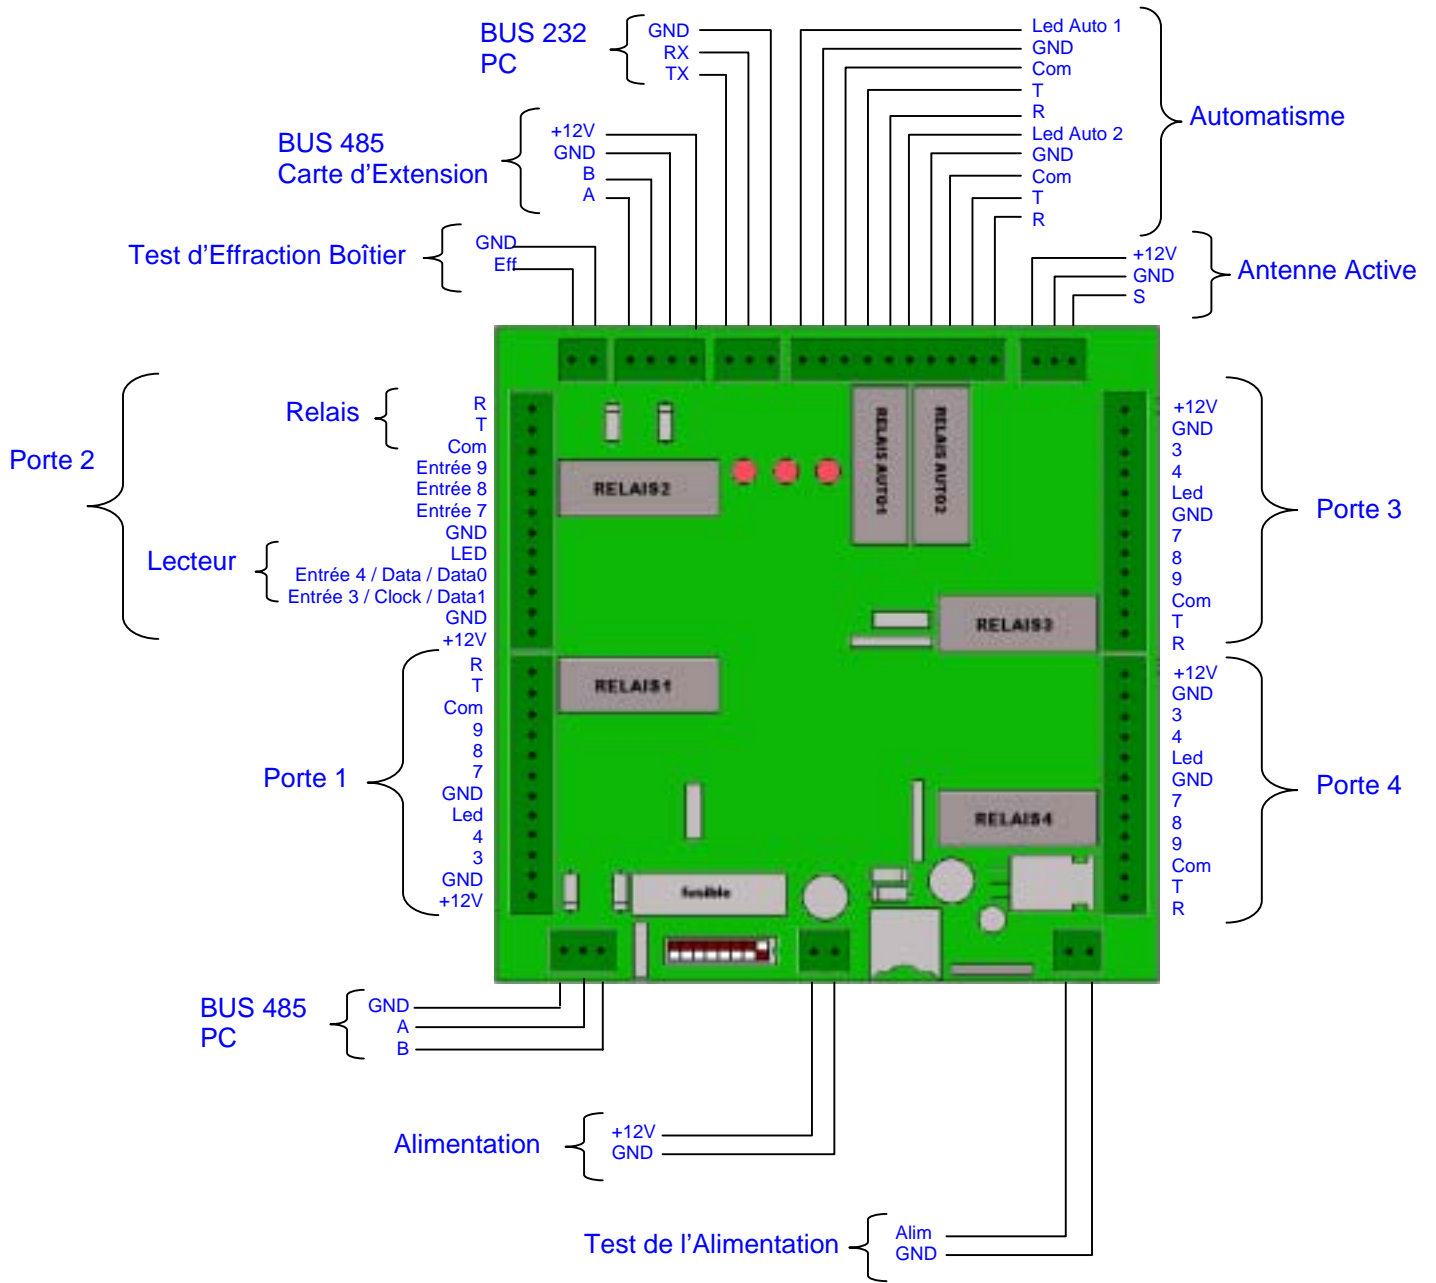 BUS 232
PC
GND
RX
TX
Led Auto 1
GND
Com
T
R
Led Auto 2
GND
Com
T
R
Automatisme
BUS 485
Carte d'Extension
+12V
GND
B
A
Test d'Effraction Boîtier
GND
Eff
+12V
GND
S
Antenne Active
Porte 2
Relais
R
T
Com
Entrée 9
Entrée 8
Entrée 7
GND
Lecteur
LED
Entrée 4 / Data / Data0
Entrée 3 / Clock / Data1
GND
+12V
Porte 1
R
T
Com
9
8
7
GND
Led
4
3
GND
+12V
RELAIS2
RELAIS AUTO1
RELAIS AUTO2
RELAIS3
RELAIS1
RELAIS4
fusible
+12V
GND
3
4
Led
GND
7
8
9
Com
T
R
Porte 3
+12V
GND
3
4
Led
GND
7
8
9
Com
T
R
Porte 4
BUS 485
PC
GND
A
B
Alimentation
+12V
GND
Test de l'Alimentation
Alim
GND